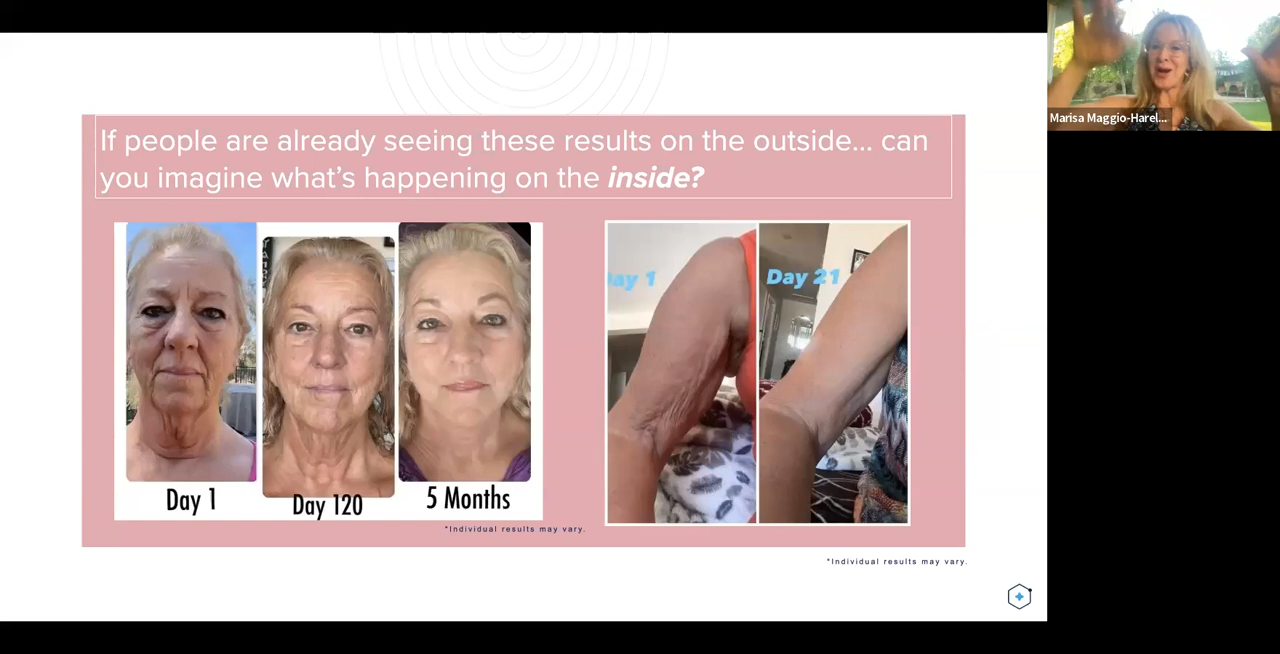 If people are already seeing these results on the outside... can
you imagine what's happening on the inside?
Day 1
Day 120
5 Months
*Individual results may vary.
ay 1
Day 21
*Individual results may vary.
Marisa Maggio-Harel...